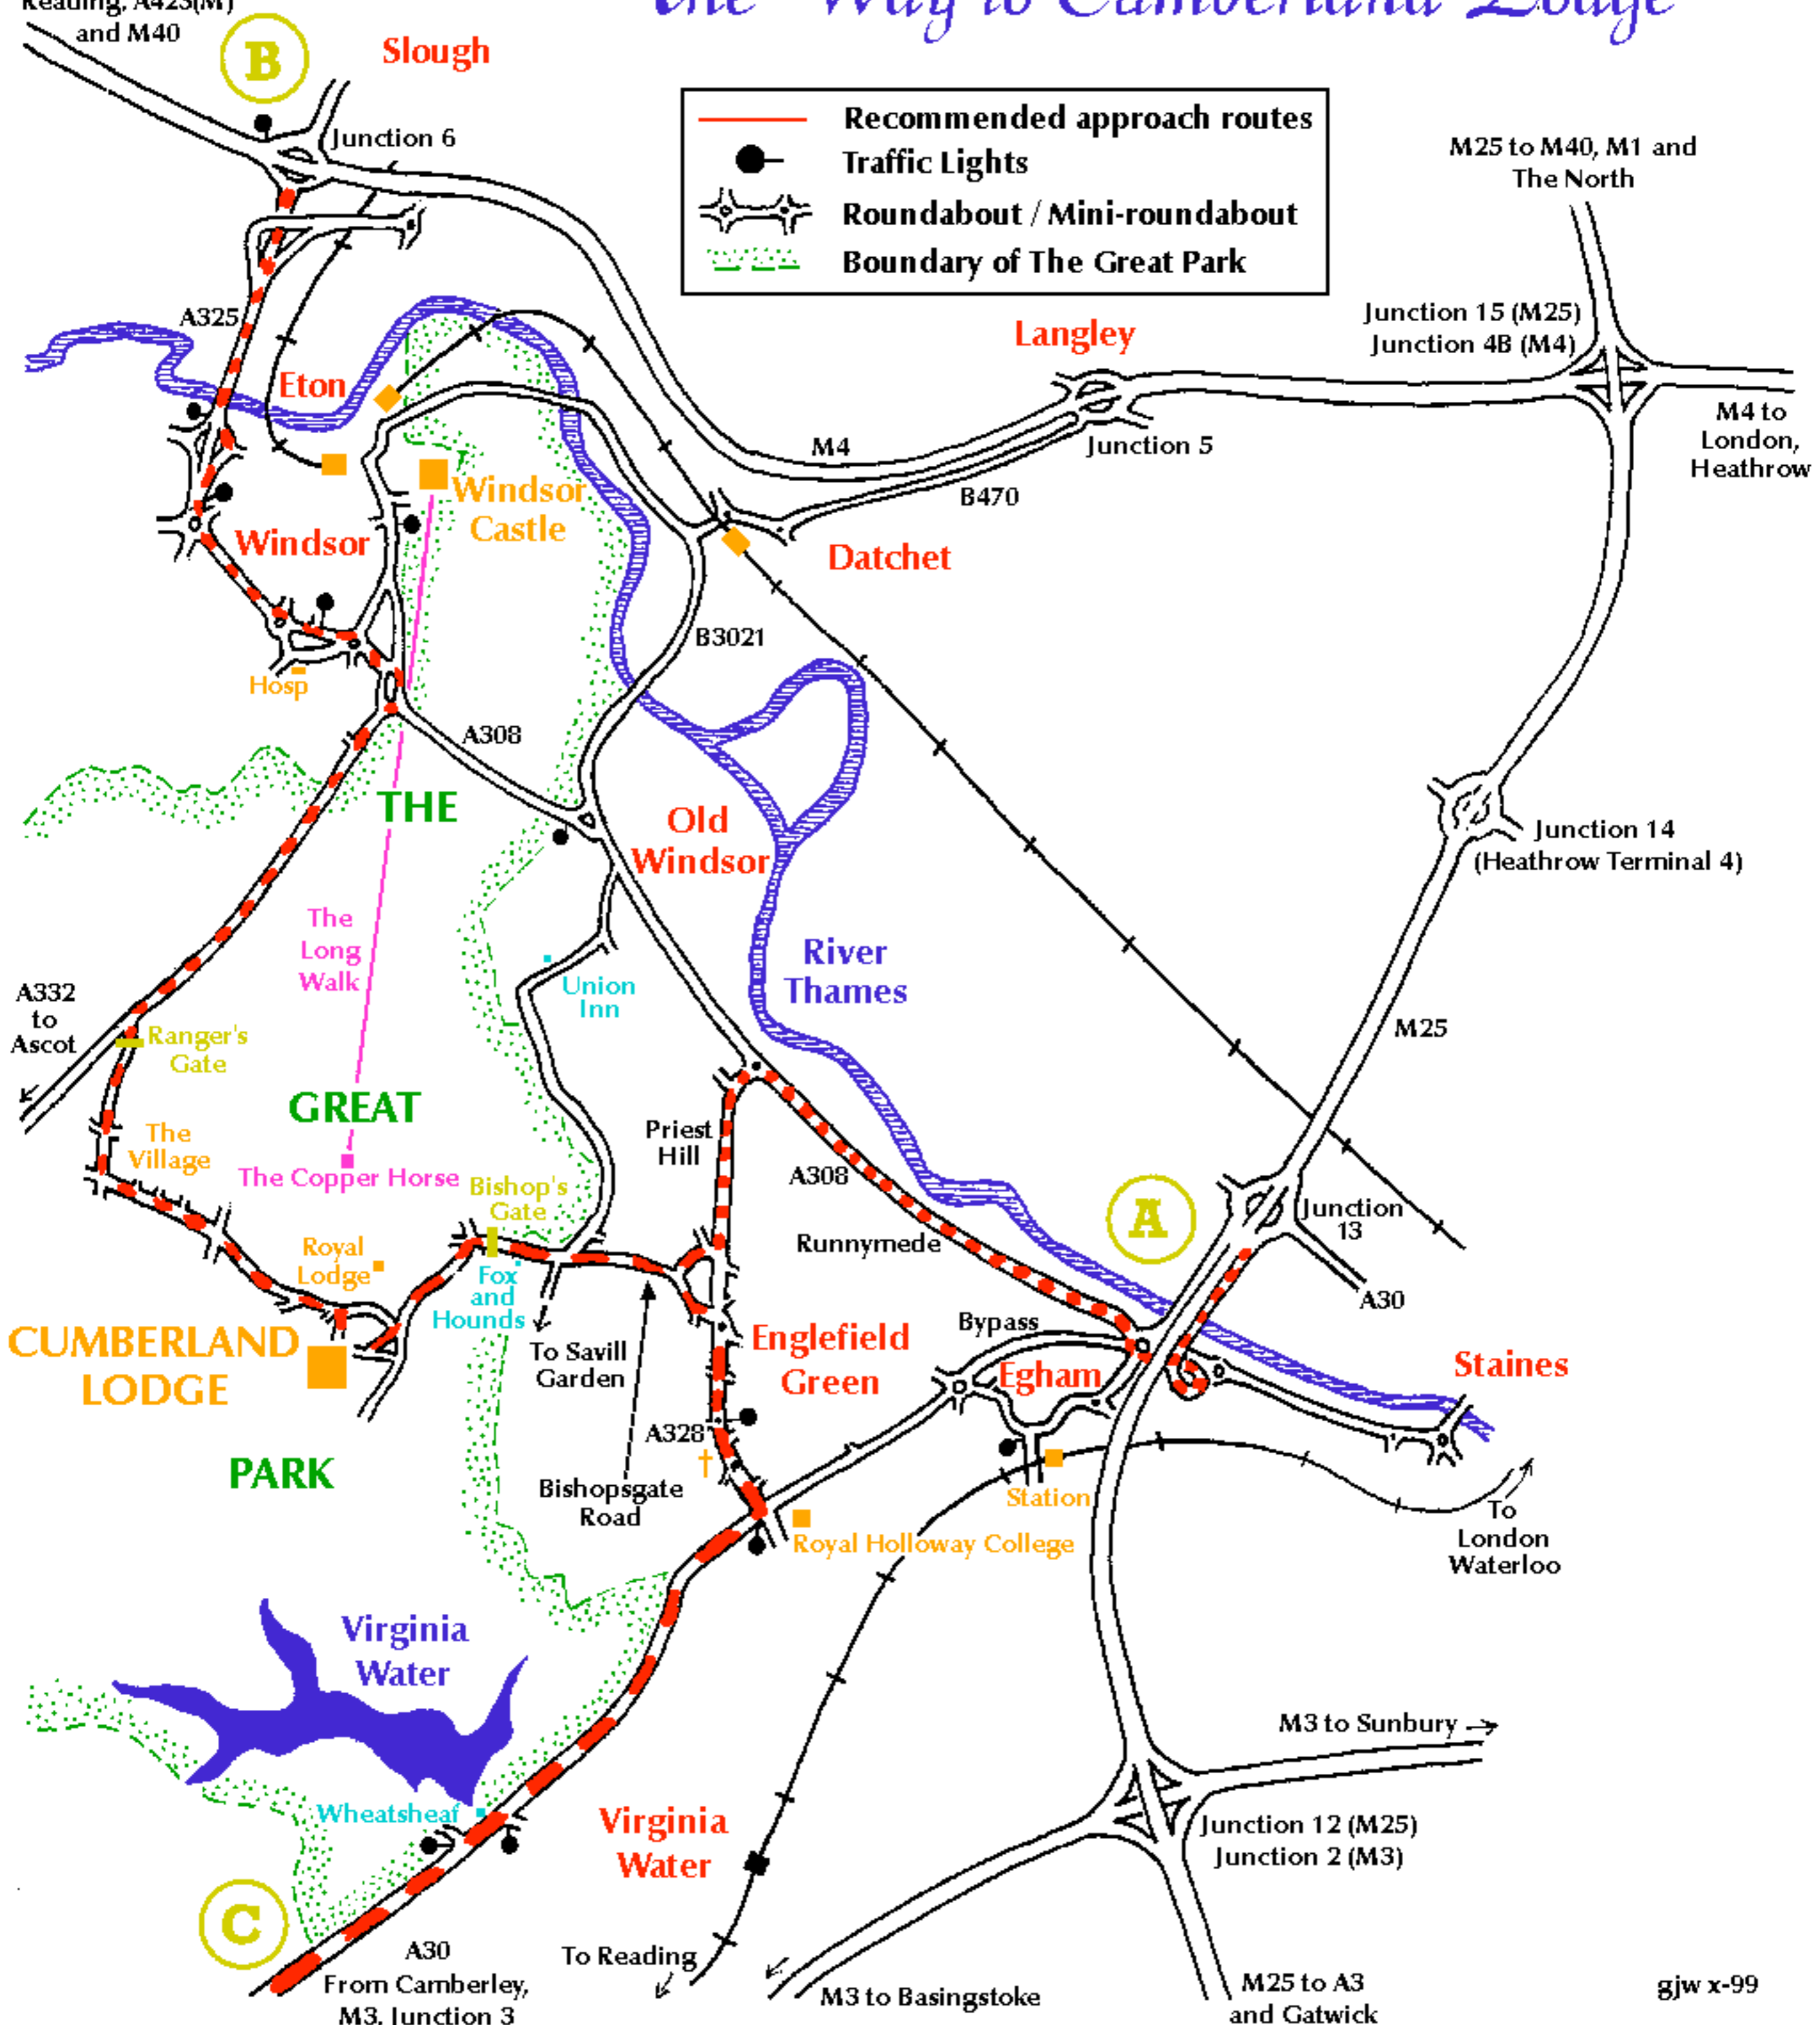 Reading, A423(M)
and M40
the Way to Cumberland Lodge
B
Slough
Junction 6
Recommended approach routes
Traffic Lights
Roundabout / Mini-roundabout
Boundary of The Great Park
M25 to M40, M1 and
The North
Junction 15 (M25)
Junction 4B (M4)
Langley
A325
Eton
M4 to
London,
Heathrow
M4
Junction 5
B470
Windsor
Castle
Windsor
Datchet
B3021
Hosp
A308
THE
Old
Windsor
Junction 14
(Heathrow Terminal 4)
The
Long
Walk
River
Thames
Union
Inn
A332
to
Ascot
Ranger's
Gate
M25
GREAT
Priest
Hill
The
Village
The Copper Horse
Bishop's
Gate
A308
A
Junction
13
Runnymede
Royal
Lodge
Fox
and
Hounds
A30
CUMBERLAND
LODGE
To Savill
Garden
Englefield
Green
Bypass
Egham
Staines
A328
PARK
Bishopsgate
Road
Station
Royal Holloway College
To
London
Waterloo
Virginia
Water
M3 to Sunbury
Wheatsheaf
Virginia
Water
Junction 12 (M25)
Junction 2 (M3)
C
A30
From Camberley,
M3, Junction 3
To Reading
M3 to Basingstoke
M25 to A3
and Gatwick
gjw x-99